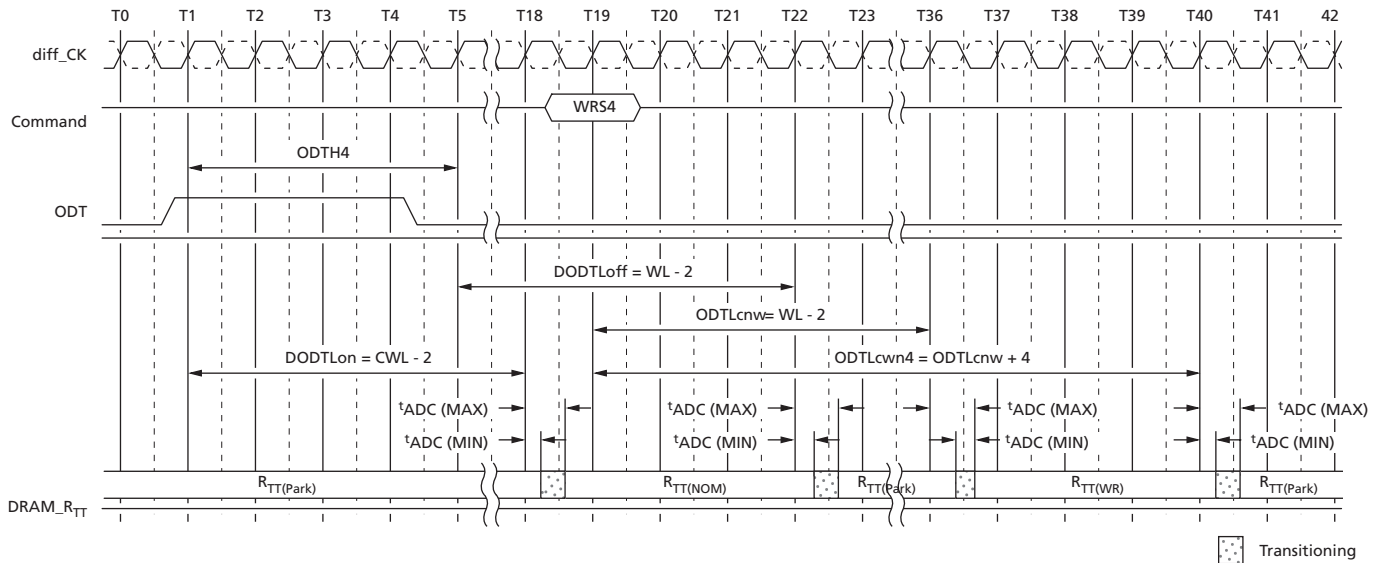 T0 T1 T2 T3 T4 T5 T18 T19 T20 T21 T22 T23 T36 T37 T38 T39 T40 T41 42
diff_CK
WRS4
Command
ODTH4
ODT
DODTLoff = WL - 2
ODTLcnw= WL - 2
DODTLon = CWL - 2 ODTLcwn4 = ODTLcnw + 4
tADC (MAX) tADC (MAX) tADC (MAX) tADC (MAX)
tADC (MIN) tADC (MIN) tADC (MIN) tADC (MIN)
RTT(Park) RTT(NOM) RTT(Park) RTT(WR) RTT(Park)
DRAM_RTT
Transitioning